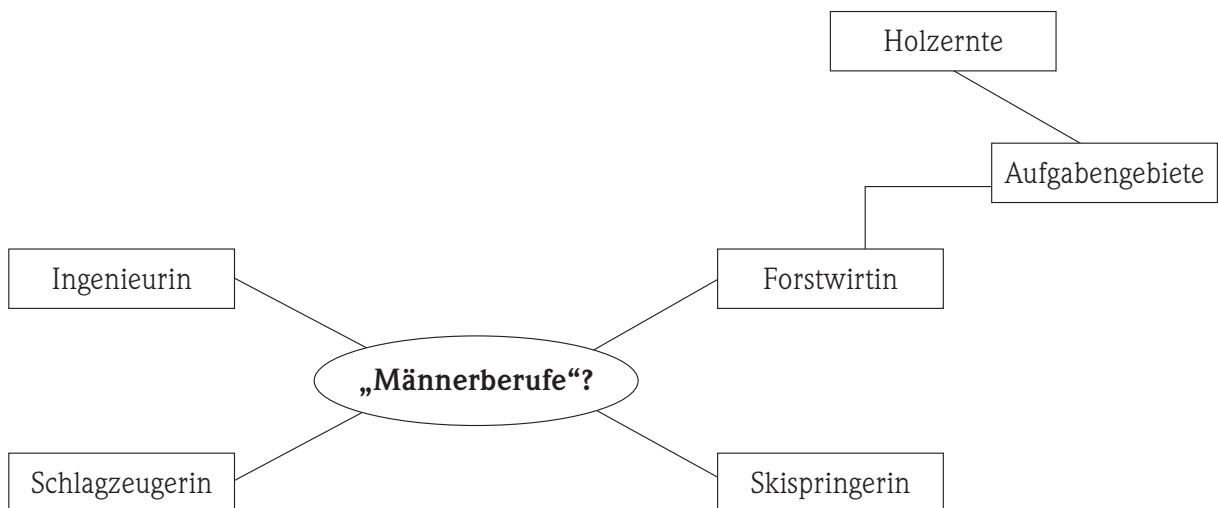 Holzernte
Aufgabengebiete
Ingenieurin
Forstwirtin
„Männerberufe“?
Schlagzeugerin
Skispringerin